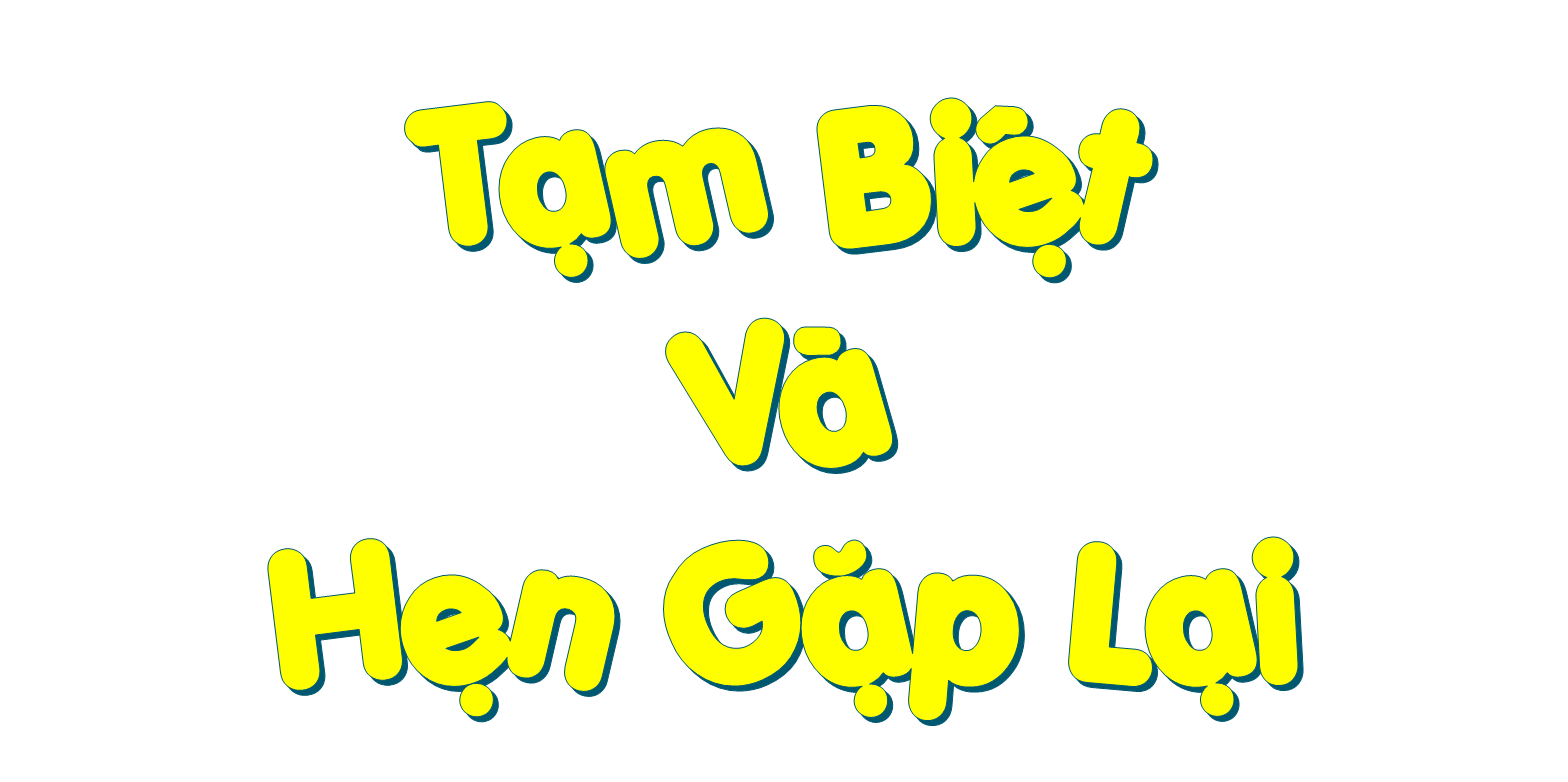 Tạm Biệt
Và
Hẹn Gặp Lại